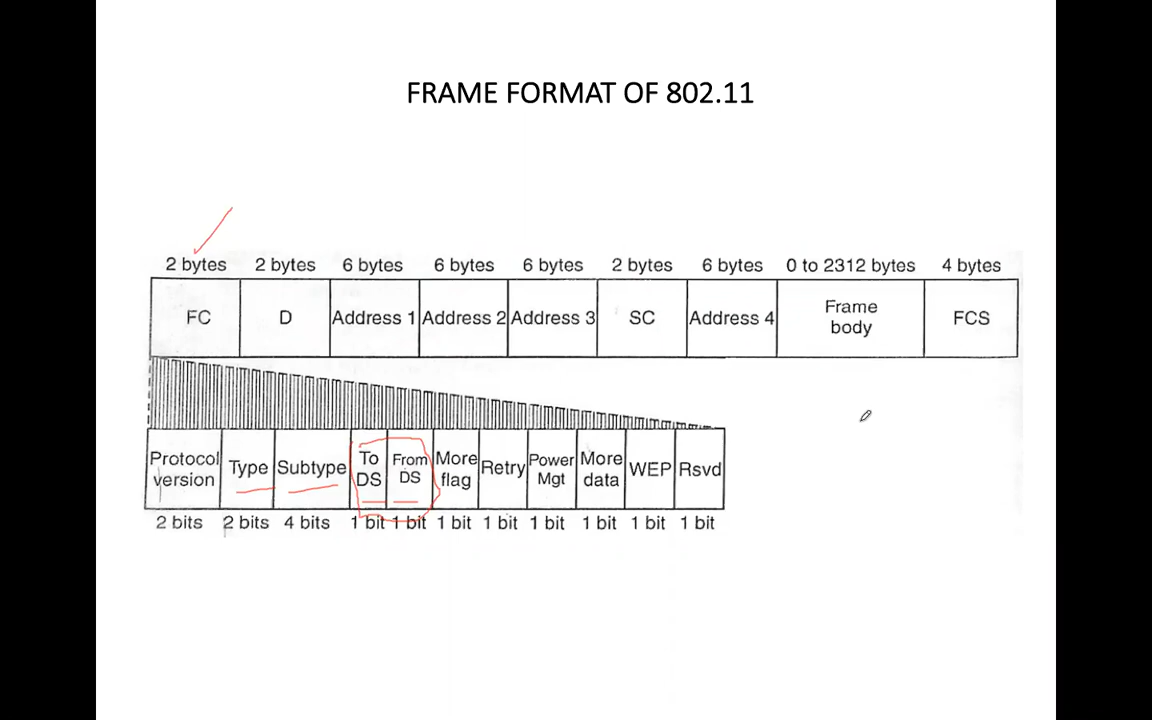 FRAME FORMAT OF 802.11
2 bytes 2 bytes 6 bytes 6 bytes 6 bytes 2 bytes 6 bytes 0 to 2312 bytes 4 bytes
FC D Address 1 Address 2 Address 3 SC Address 4 Frame body FCS
Protocol version Type Subtype To DS From DS More flag Retry Power Mgt More data WEP Rsvd
2 bits 2 bits 4 bits 1 bit 1 bit 1 bit 1 bit 1 bit 1 bit 1 bit 1 bit